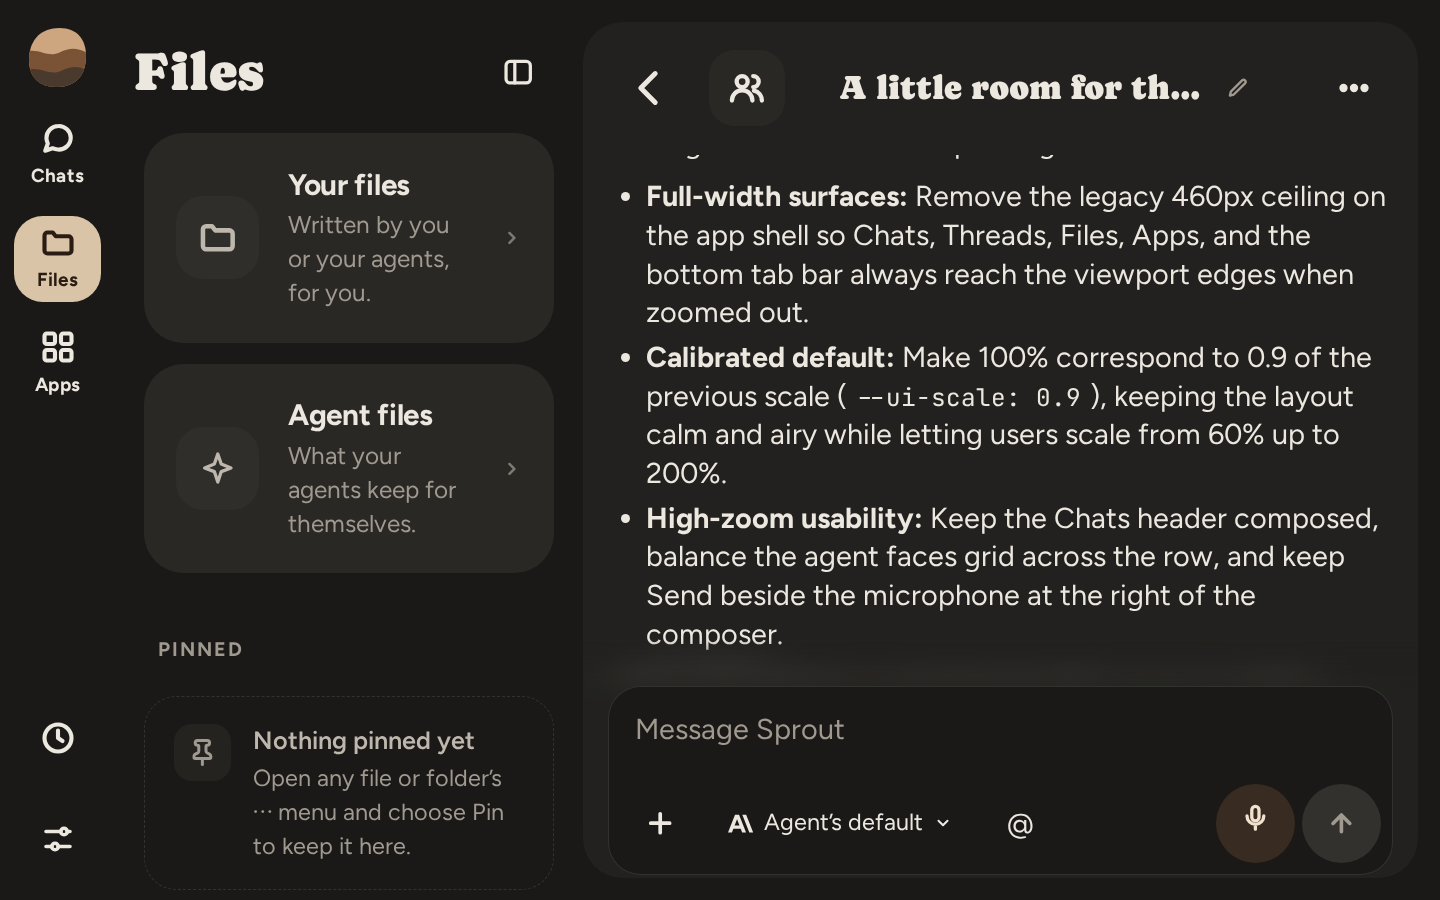 Files
Chats
Files
Apps
Your files
Written by you
or your agents,
for you.
Agent files
What your
agents keep for
themselves.
PINNED
Nothing pinned yet
Open any file or folder’s
··· menu and choose Pin
to keep it here.
A little room for th...
• Full-width surfaces: Remove the legacy 460px ceiling on
the app shell so Chats, Threads, Files, Apps, and the
bottom tab bar always reach the viewport edges when
zoomed out.
• Calibrated default: Make 100% correspond to 0.9 of the
previous scale ( --ui-scale: 0.9 ), keeping the layout
calm and airy while letting users scale from 60% up to
200%.
• High-zoom usability: Keep the Chats header composed,
balance the agent faces grid across the row, and keep
Send beside the microphone at the right of the
composer.
Message Sprout
Agent’s default
@